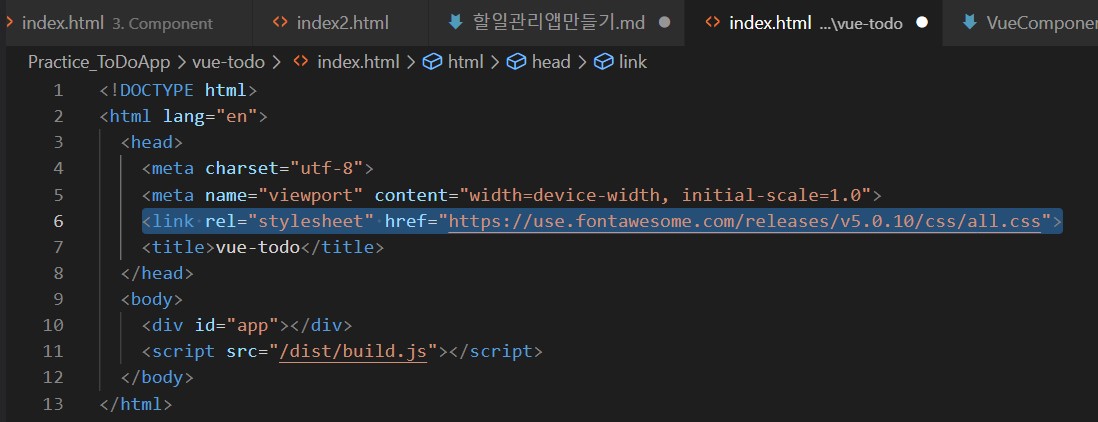 index.html 3. Component index2.html 할일관리앱만들기.md index.html ...\vue-todo VueComponen
Practice_ToDoApp > vue-todo > index.html > html > head > link
1 <!DOCTYPE html>
2 <html lang="en">
3 <head>
4 <meta charset="utf-8">
5 <meta name="viewport" content="width=device-width, initial-scale=1.0">
6 <link rel="stylesheet" href="https://use.fontawesome.com/releases/v5.0.10/css/all.css">
7 <title>vue-todo</title>
8 </head>
9 <body>
10 <div id="app"></div>
11 <script src="/dist/build.js"></script>
12 </body>
13 </html>